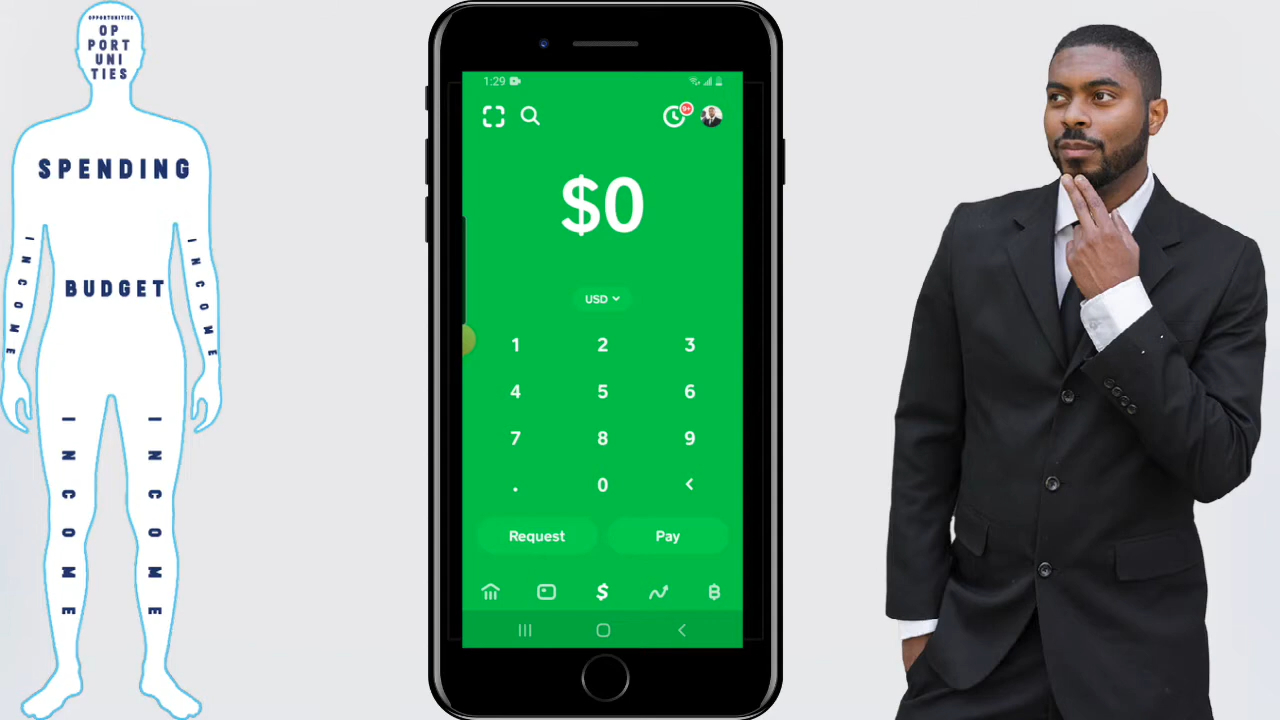 OPPORTUNITIES
OP
PORT
UNI
TIES
SPENDING
BUDGET
INCOME
INCOME
INCOME
INCOME
1:29
9+
$0
USD
1 2 3
4 5 6
7 8 9
. 0 <
Request Pay
$